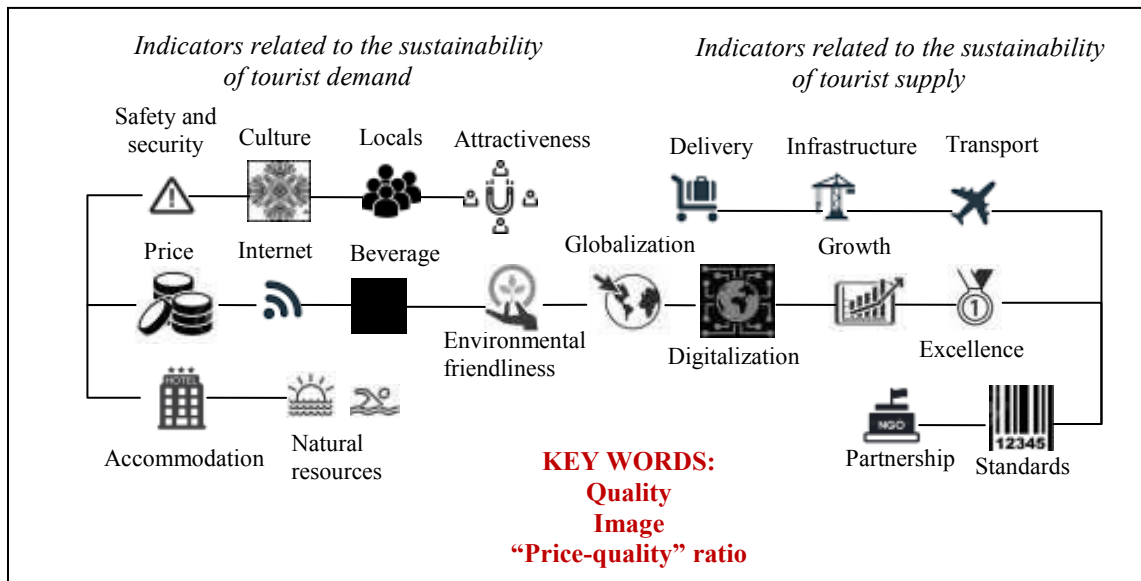 Indicators related to the sustainability
of tourist demand
Indicators related to the sustainability
of tourist supply
Safety and
security
Culture
Locals
Attractiveness
Delivery
Infrastructure
Transport
Price
Internet
Beverage
Globalization
Growth
Environmental
friendliness
Digitalization
Excellence
HOTEL
Accommodation
Natural
resources
NGO
Partnership
12345
Standards
1
KEY WORDS:
Quality
Image
“Price-quality” ratio